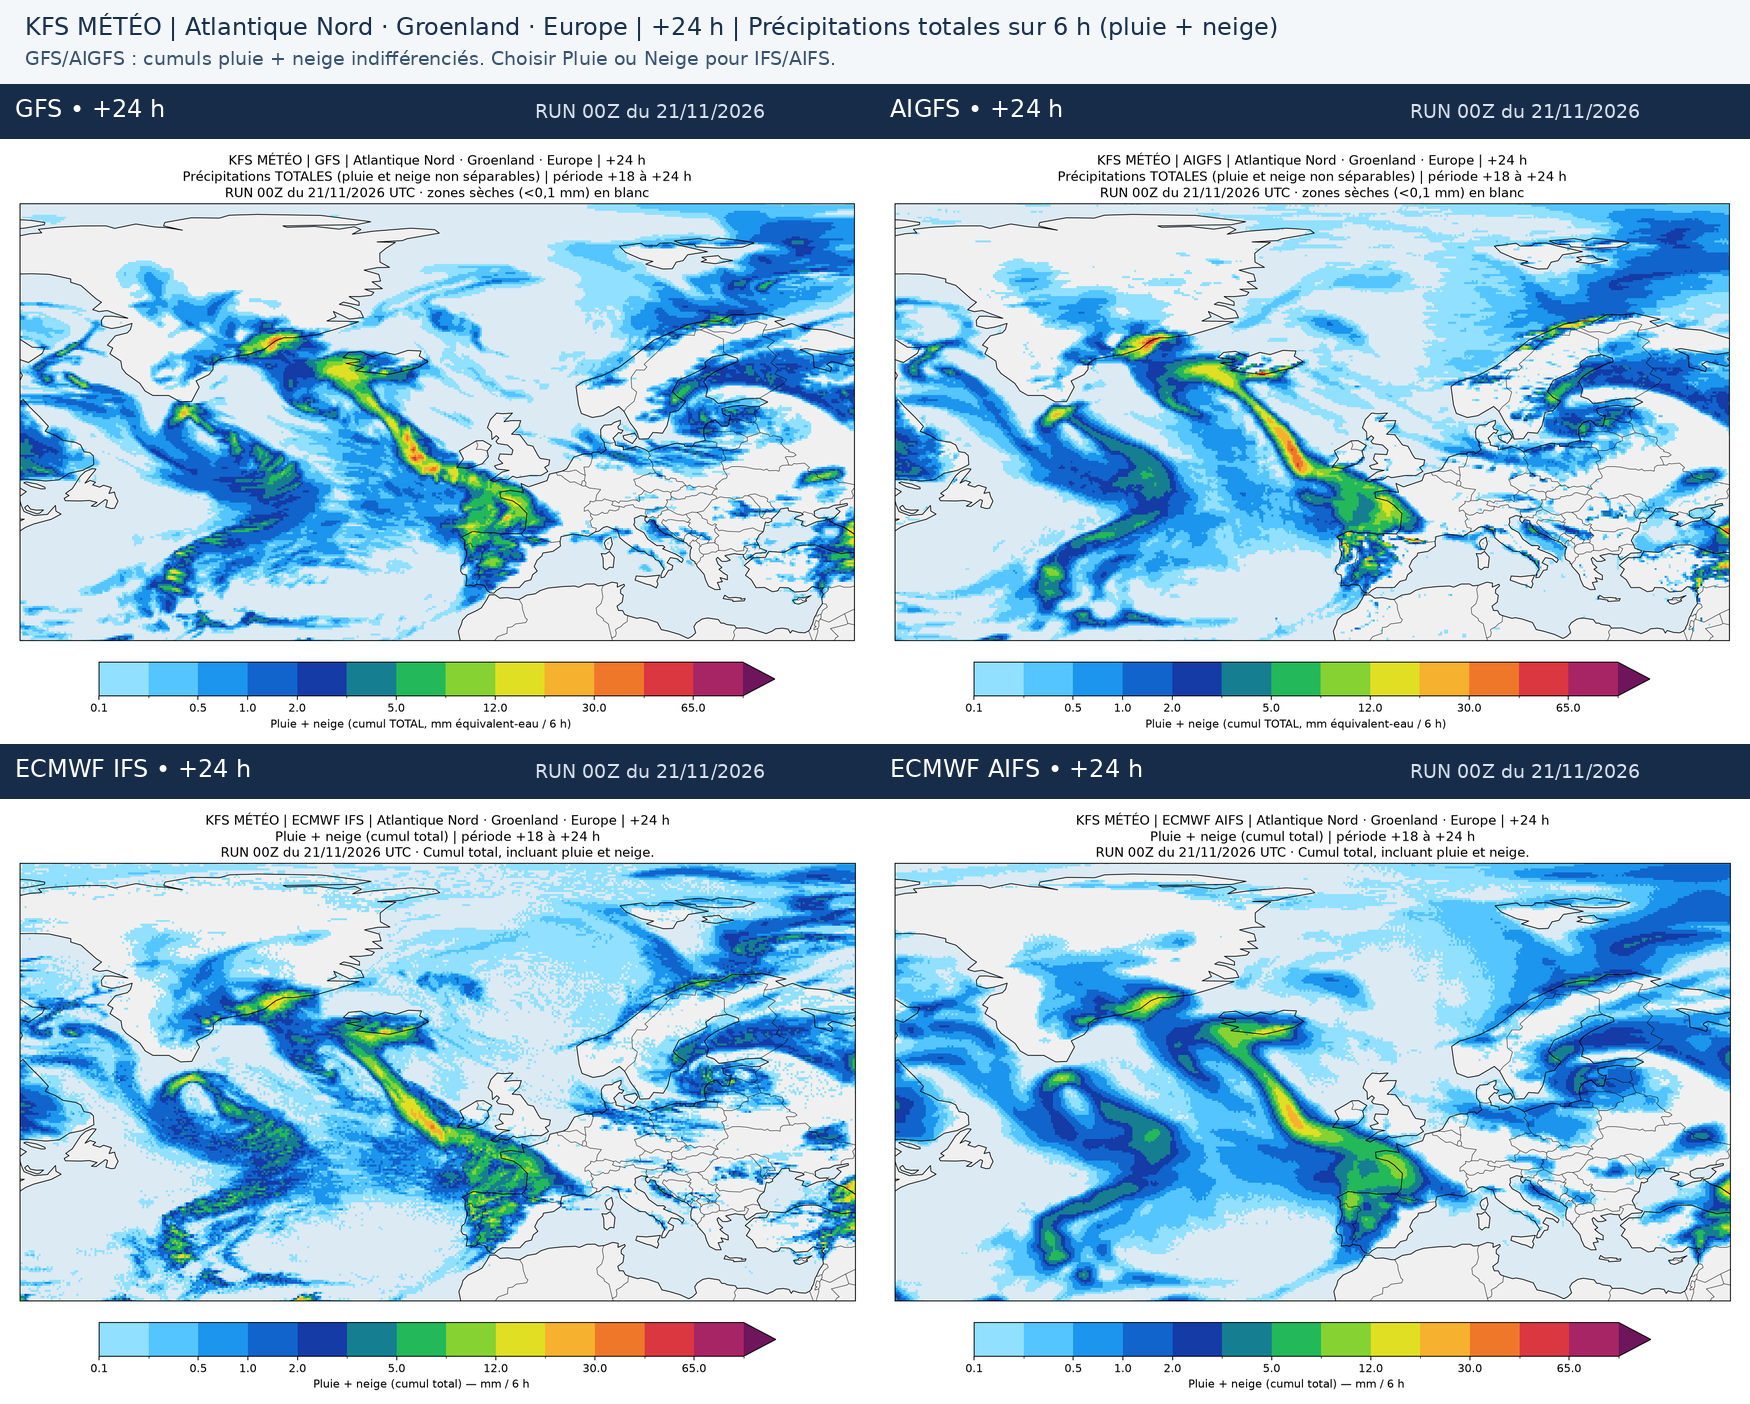 KFS MÉTÉO | Atlantique Nord · Groenland · Europe | +24 h | Précipitations totales sur 6 h (pluie + neige)
GFS/AIGFS : cumuls pluie + neige indifférenciés. Choisir Pluie ou Neige pour IFS/AIFS.
GFS • +24 h
RUN 00Z du 21/11/2026
AIGFS • +24 h
RUN 00Z du 21/11/2026
KFS MÉTÉO | GFS | Atlantique Nord · Groenland · Europe | +24 h
Précipitations TOTALES (pluie et neige non séparables) | période +18 à +24 h
RUN 00Z du 21/11/2026 UTC · zones sèches (<0,1 mm) en blanc
KFS MÉTÉO | AIGFS | Atlantique Nord · Groenland · Europe | +24 h
Précipitations TOTALES (pluie et neige non séparables) | période +18 à +24 h
RUN 00Z du 21/11/2026 UTC · zones sèches (<0,1 mm) en blanc
0.1 0.5 1.0 2.0 5.0 12.0 30.0 65.0
Pluie + neige (cumul TOTAL, mm équivalent-eau / 6 h)
0.1 0.5 1.0 2.0 5.0 12.0 30.0 65.0
Pluie + neige (cumul TOTAL, mm équivalent-eau / 6 h)
ECMWF IFS • +24 h
RUN 00Z du 21/11/2026
ECMWF AIFS • +24 h
RUN 00Z du 21/11/2026
KFS MÉTÉO | ECMWF IFS | Atlantique Nord · Groenland · Europe | +24 h
Pluie + neige (cumul total) | période +18 à +24 h
RUN 00Z du 21/11/2026 UTC · Cumul total, incluant pluie et neige.
KFS MÉTÉO | ECMWF AIFS | Atlantique Nord · Groenland · Europe | +24 h
Pluie + neige (cumul total) | période +18 à +24 h
RUN 00Z du 21/11/2026 UTC · Cumul total, incluant pluie et neige.
0.1 0.5 1.0 2.0 5.0 12.0 30.0 65.0
Pluie + neige (cumul total) — mm / 6 h
0.1 0.5 1.0 2.0 5.0 12.0 30.0 65.0
Pluie + neige (cumul total) — mm / 6 h